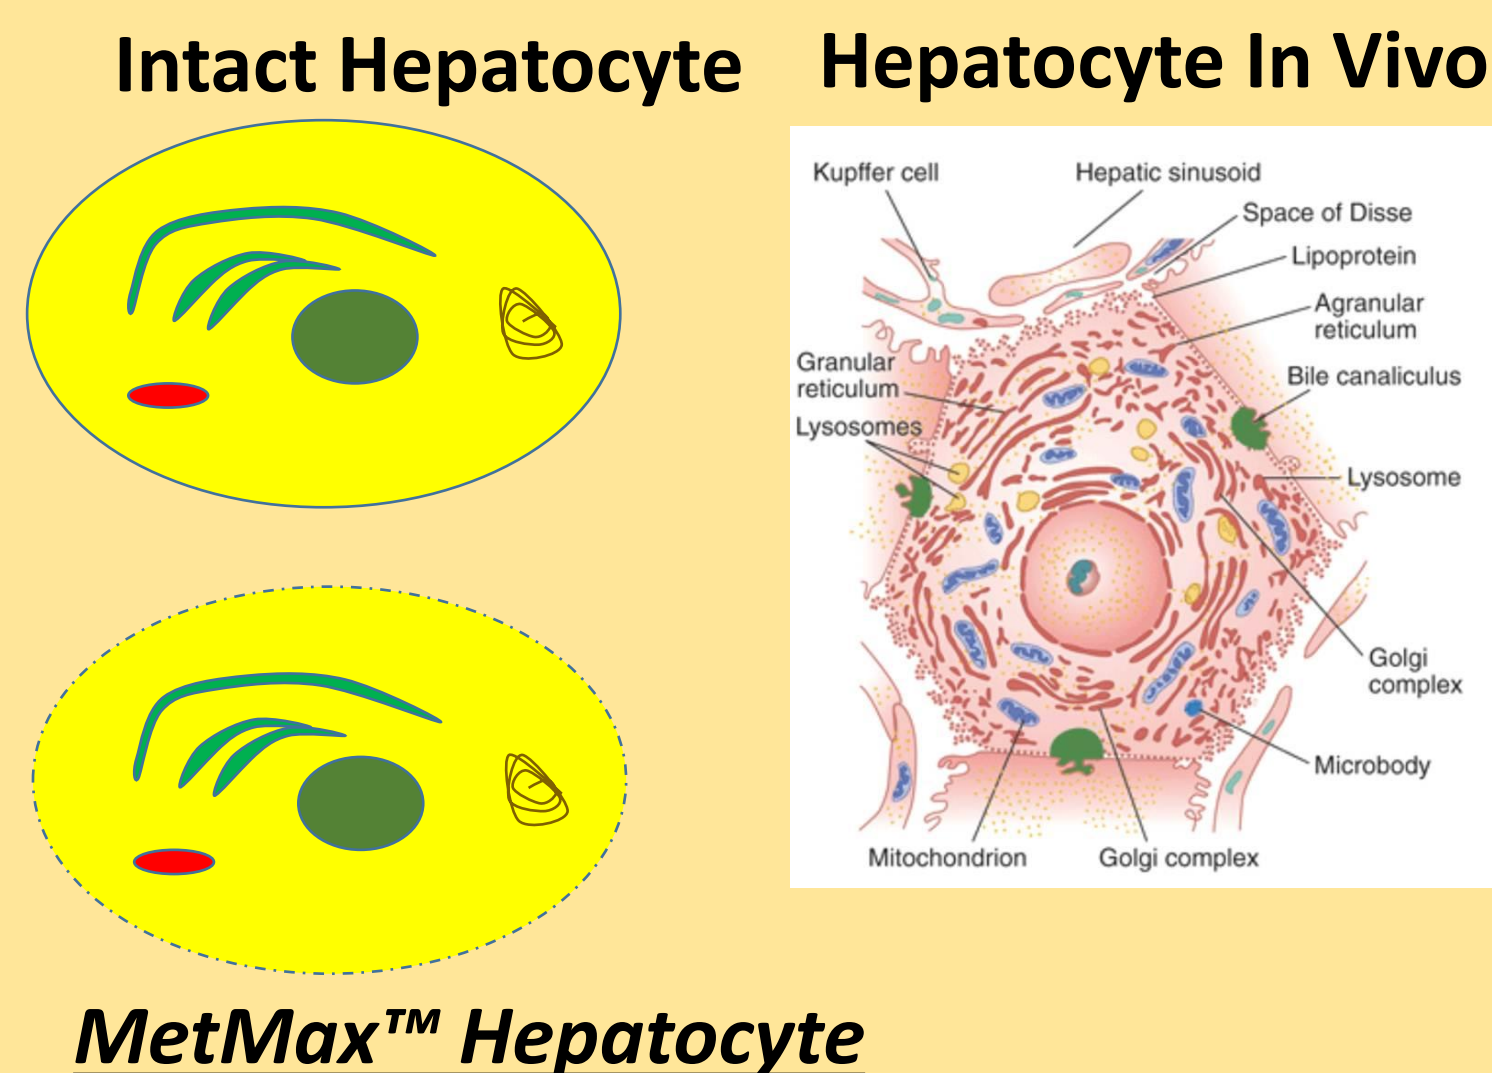 Intact Hepatocyte
Hepatocyte In Vivo
Kupffer cell
Hepatic sinusoid
Space of Disse
Lipoprotein
Agranular
reticulum
Granular
reticulum
Bile canaliculus
Lysosomes
Lysosome
Golgi
complex
Microbody
Mitochondrion
Golgi complex
MetMax™ Hepatocyte